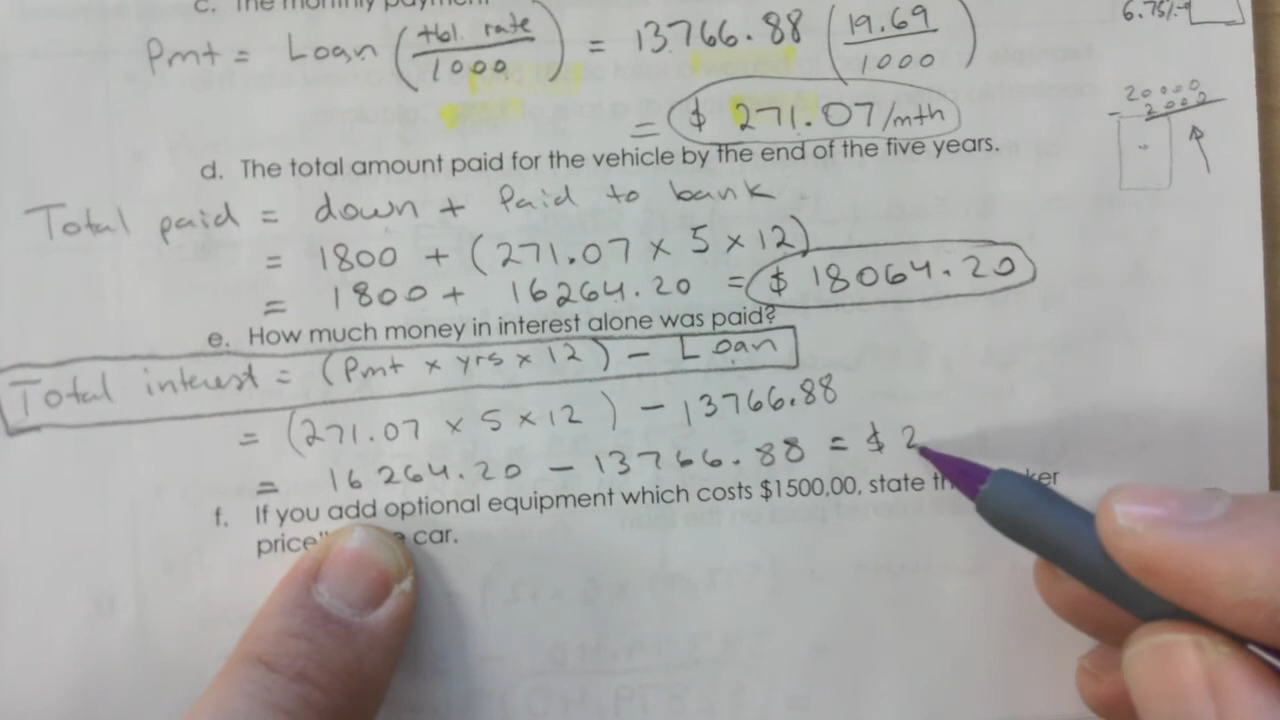 c. The monthly payment
Pmt = Loan (tbl. rate / 1000) = 13766.88 (19.69 / 1000)
= $ 271.07/mth
6.75%
20000
- 2000
d. The total amount paid for the vehicle by the end of the five years.
Total paid = down + Paid to bank
= 1800 + (271.07 x 5 x 12)
= 1800 + 16264.20 = $ 18064.20
e. How much money in interest alone was paid?
Total interest = (Pmt x yrs x 12) - Loan
= (271.07 x 5 x 12) - 13766.88
= 16264.20 - 13766.88 = $ 2
f. If you add optional equipment which costs $1500,00, state
price" car.